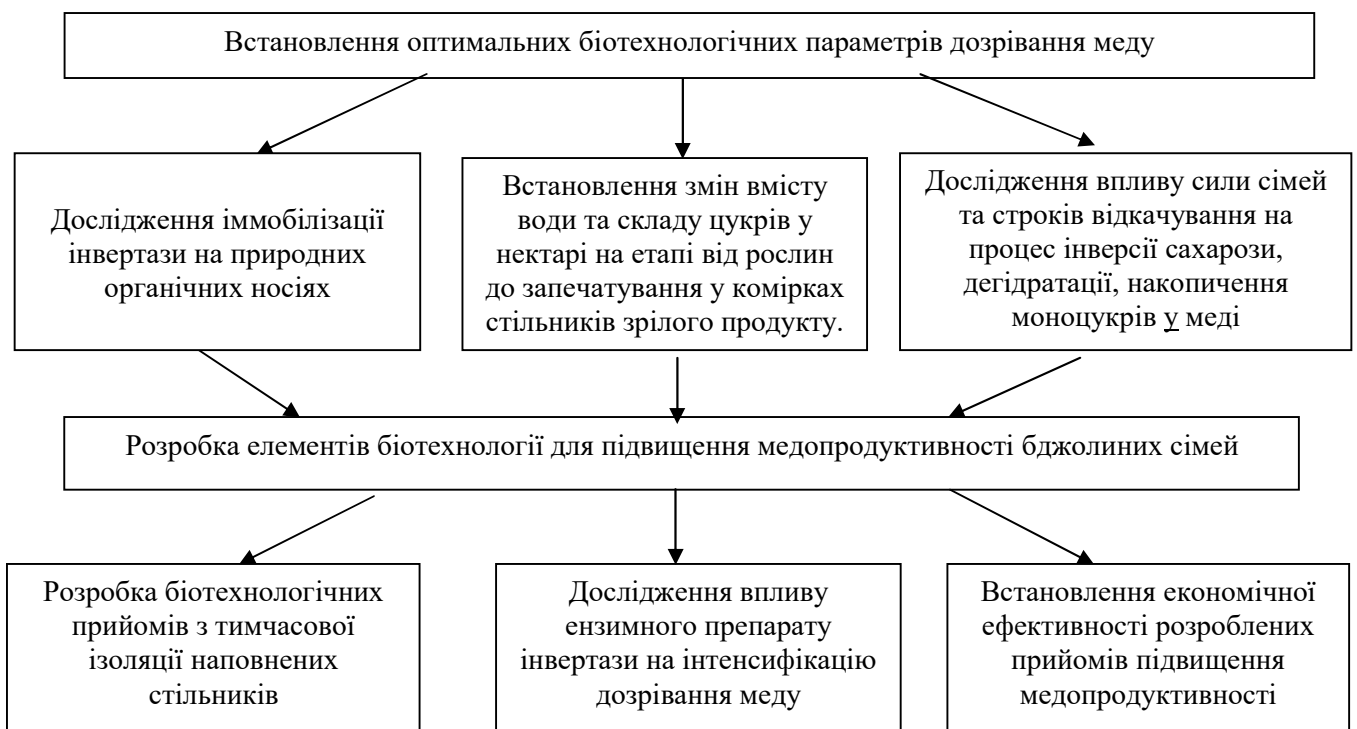 Встановлення оптимальних біотехнологічних параметрів дозрівання меду
Дослідження іммобілізації
інвертази на природних
органічних носіях
Встановлення змін вмісту
води та складу цукрів у
нектарі на етапі від рослин
до запечатування у комірках
стільників зрілого продукту.
Дослідження впливу сили сімей
та строків відкачування на
процес інверсії сахарози,
дегідратації, накопичення
моноцукрів у меді
Розробка елементів біотехнології для підвищення медопродуктивності бджолиних сімей
Розробка біотехнологічних
прийомів з тимчасової
ізоляції наповнених
стільників
Дослідження впливу
ензимного препарату
інвертази на інтенсифікацію
дозрівання меду
Встановлення економічної
ефективності розроблених
прийомів підвищення
медопродуктивності